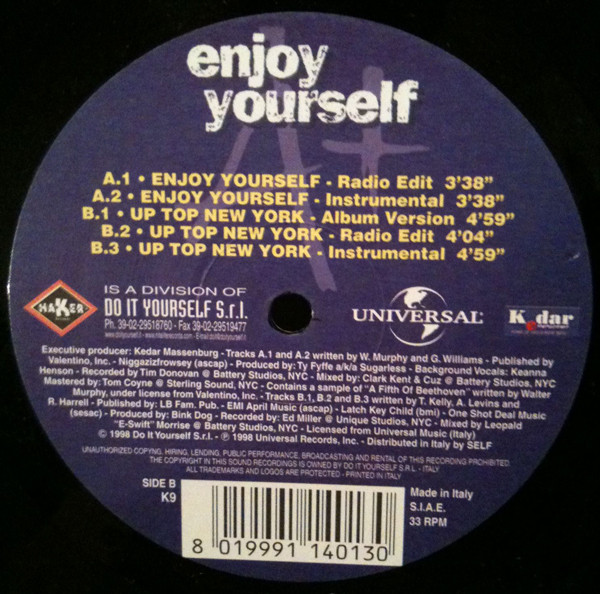 enjoy
yourself
A+
A.1 • ENJOY YOURSELF - Radio Edit 3'38"
A.2 • ENJOY YOURSELF - Instrumental 3'38"
B.1 • UP TOP NEW YORK - Album Version 4'59"
B.2 • UP TOP NEW YORK - Radio Edit 4'04"
B.3 • UP TOP NEW YORK - Instrumental 4'59"
IS A DIVISION OF
DO IT YOURSELF S.r.l.
Ph. 39-02-29518760 - Fax 39-02-29519477
UNIVERSAL
Kedar
Executive producer: Kedar Massenburg - Tracks A.1 and A.2 written by W. Murphy and G. Williams - Published by
Valentino, Inc. - Niggazizfrowsey (ascap) - Produced by: Ty Fyffe a/k/a Sugarless - Background Vocals: Keanna
Henson - Recorded by Tim Donovan @ Battery Studios, NYC - Mixed by: Clark Kent & Cuz @ Battery Studios, NYC
Mastered by: Tom Coyne @ Sterling Sound, NYC - Contains a sample of "A Fifth Of Beethoven" written by Walter
Murphy, under license from Valentino, Inc. - Tracks B.1, B.2 and B.3 written by T. Kelly, A. Levins and
R. Harrell - Published by: LB Fam. Pub. - EMI April Music (ascap) - Latch Key Child (bmi) - One Shot Deal Music
(sesac) - Produced by: Bink Dog - Recorded by: Ed Miller @ Unique Studios, NYC - Mixed by Leopald
"E-Swift" Morrise @ Battery Studios, NYC - Licensed from Universal Music (Italy)
© 1998 Do It Yourself S.r.l. - ℗ 1998 Universal Records, Inc. - Distributed in Italy by SELF
UNAUTHORIZED COPYNG, HIRING, LENDING, PUBLIC PERFORMANCE, BROADCASTING AND RENTAL OF THIS RECORDING PROHIBITED.
THE COPYRIGHT IN THIS SOUND RECORDINGS IS OWNED BY DO IT YOURSELF S.R.L. - ITALY
ALL TRADEMARKS AND LOGOS ARE PROTECTED - PRINTED IN ITALY
SIDE B
K9
Made in Italy
S.I.A.E.
33 RPM
8 019991 140130